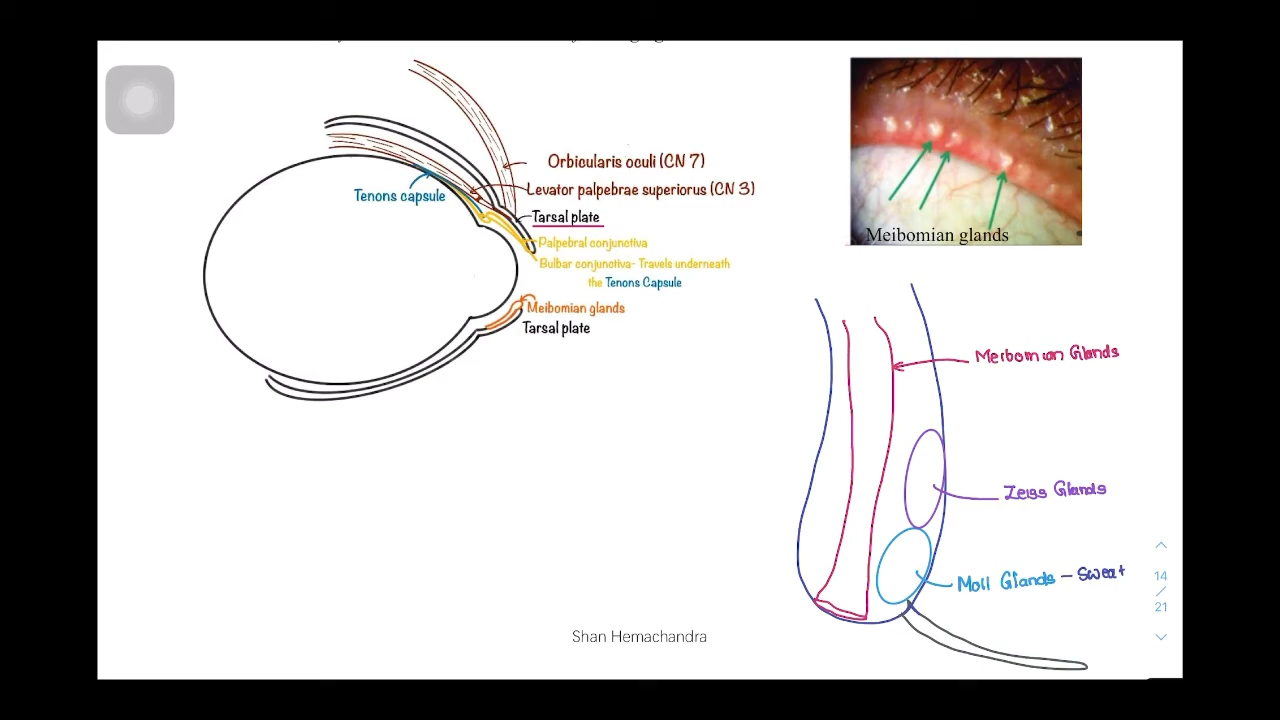 Orbicularis oculi (CN 7)
Levator palpebrae superiorus (CN 3)
Tenons capsule
Tarsal plate
Palpebral conjunctiva
Bulbar conjunctiva- Travels underneath
the Tenons Capsule
Meibomian glands
Tarsal plate
Meibomian glands
Meibomian Glands
Zeiss Glands
Moll Glands - sweat
14
/
21
Shan Hemachandra